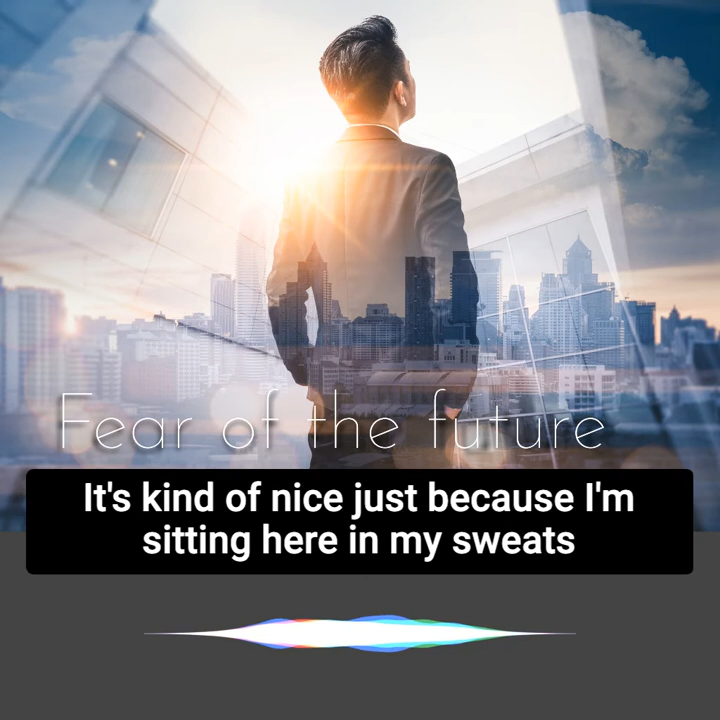 Fear of the future
It's kind of nice just because I'm
sitting here in my sweats